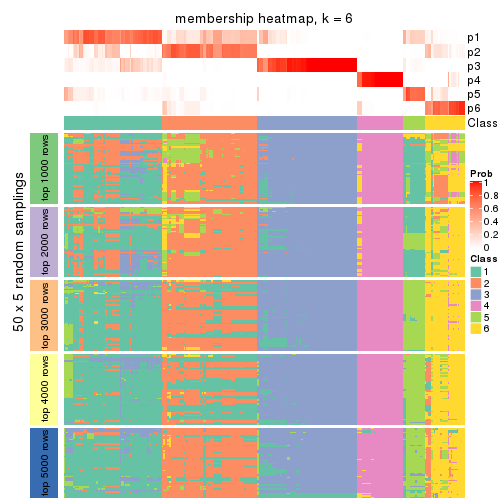 membership heatmap, k = 6
p1
p2
p3
p4
p5
p6
Class
50 x 5 random samplings
top 1000 rows
top 2000 rows
top 3000 rows
top 4000 rows
top 5000 rows
Prob
1
0.8
0.6
0.4
0.2
0
Class
1
2
3
4
5
6